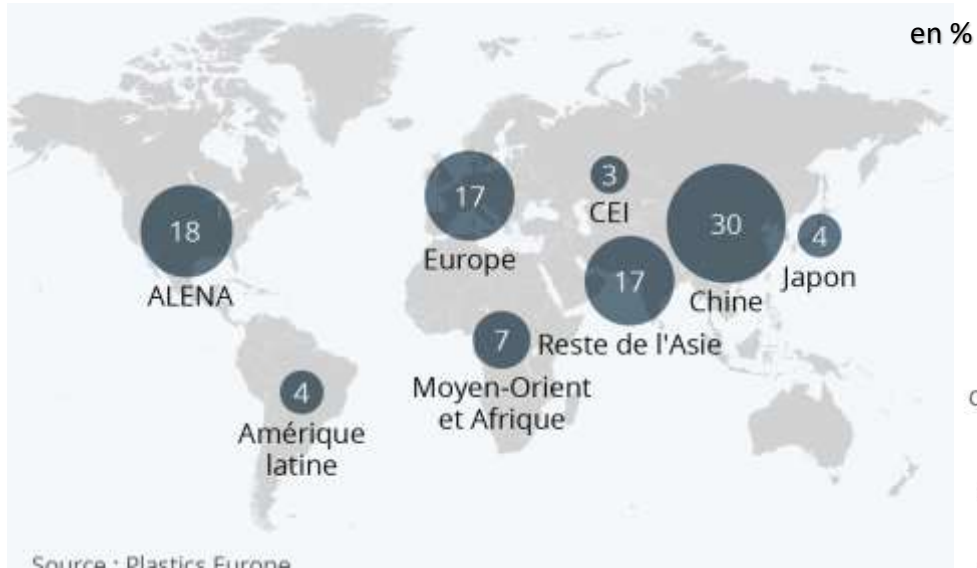 en %
18
ALENA
17
Europe
3
CEI
30
Chine
4
Japon
17
Reste de l'Asie
7
Moyen-Orient
et Afrique
4
Amérique
latine
Source : Plastics Europe